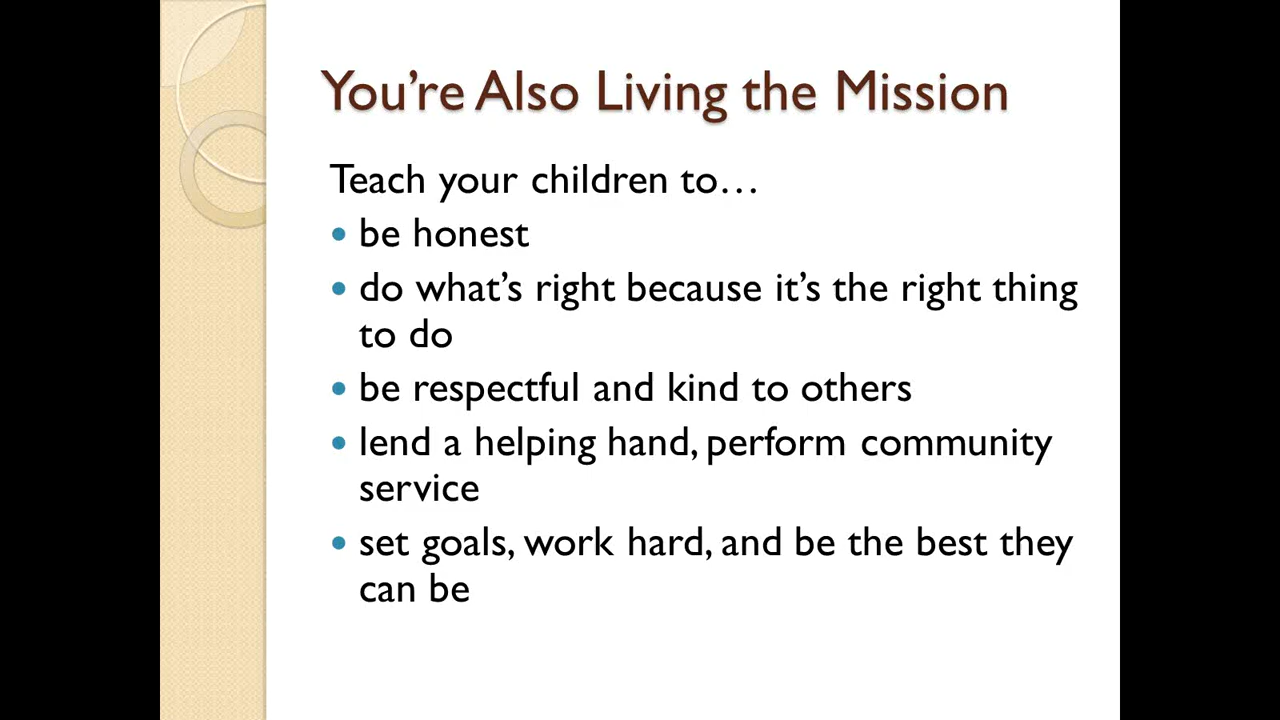 You're Also Living the Mission
Teach your children to…
• be honest
• do what's right because it's the right thing
to do
• be respectful and kind to others
• lend a helping hand, perform community
service
• set goals, work hard, and be the best they
can be